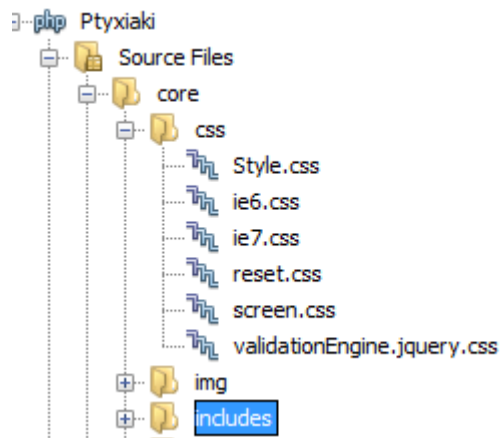 php Ptyxiaki
Source Files
core
css
Style.css
ie6.css
ie7.css
reset.css
screen.css
validationEngine.jquery.css
img
includes